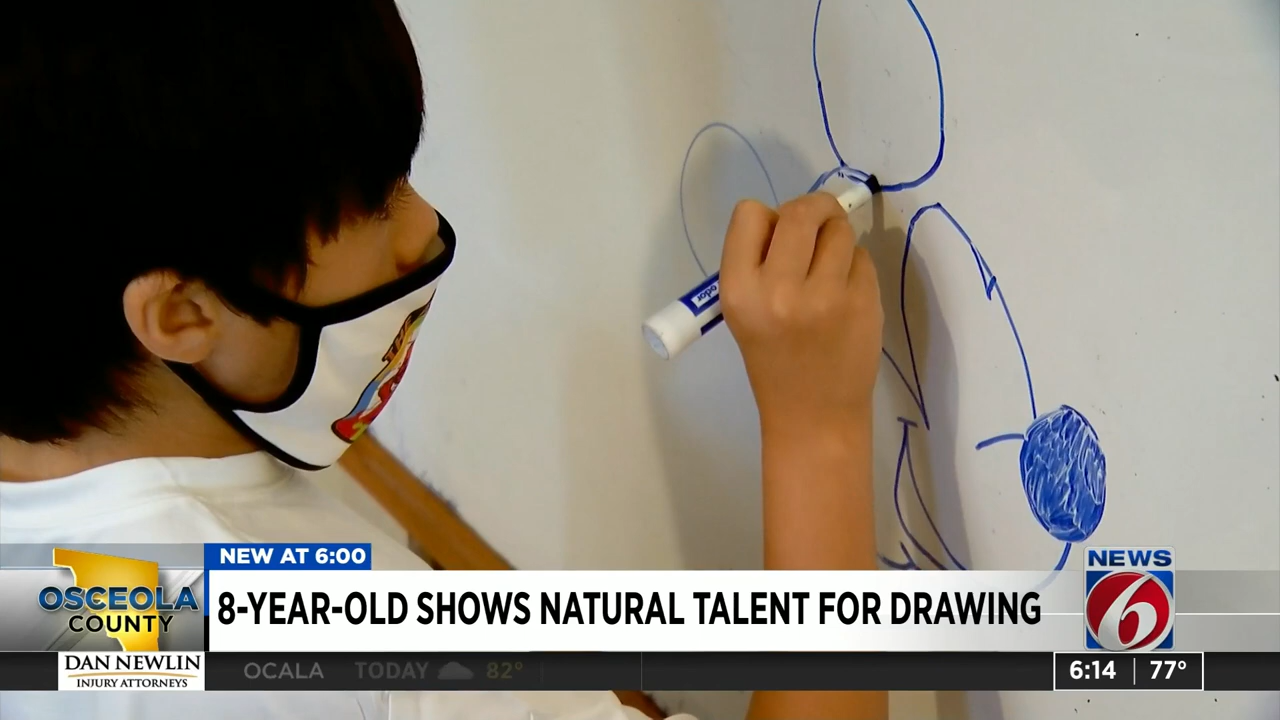 odor
NEW AT 6:00
OSCEOLA
COUNTY
8-YEAR-OLD SHOWS NATURAL TALENT FOR DRAWING
NEWS
6
DAN NEWLIN
INJURY ATTORNEYS
OCALA TODAY 82°
6:14 77°